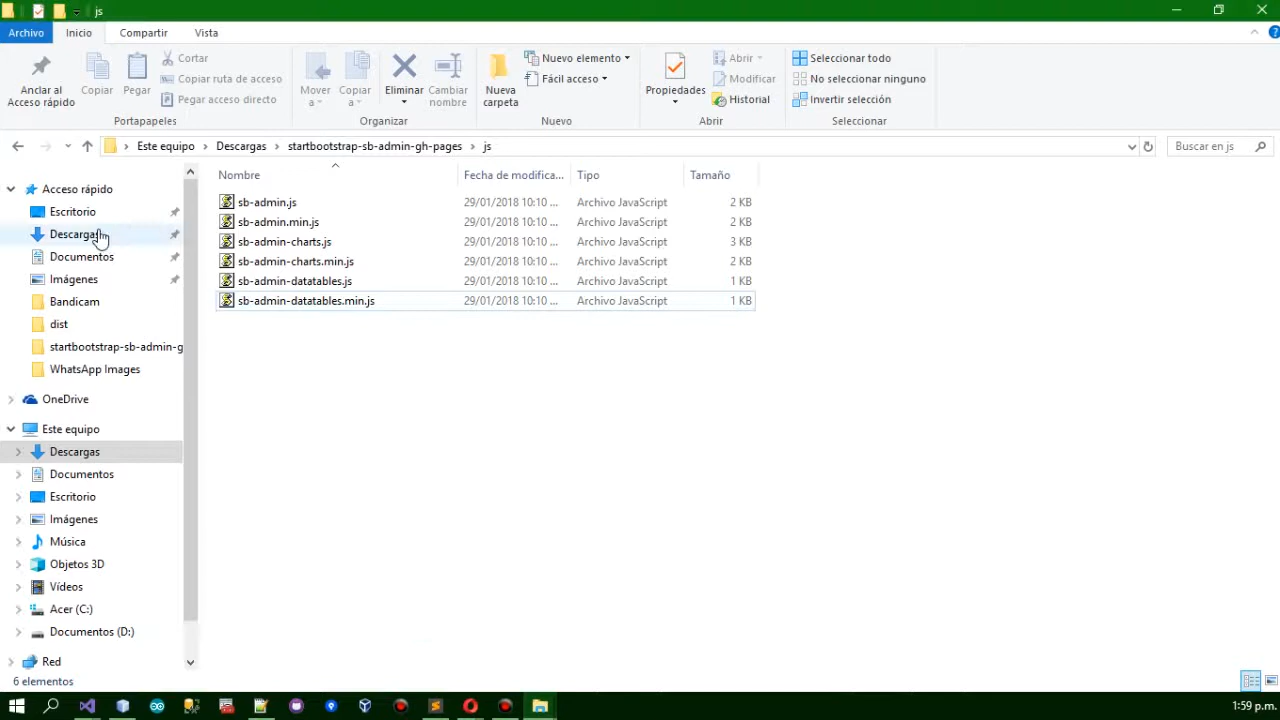 js
Archivo Inicio Compartir Vista
Anclar al Acceso rápido
Copiar
Pegar
Cortar
Copiar ruta de acceso
Pegar acceso directo
Portapapeles
Mover a
Copiar a
Eliminar
Cambiar nombre
Organizar
Nueva carpeta
Nuevo elemento
Fácil acceso
Nuevo
Propiedades
Abrir
Modificar
Historial
Abrir
Seleccionar todo
No seleccionar ninguno
Invertir selección
Seleccionar
Este equipo Descargas startbootstrap-sb-admin-gh-pages js
Buscar en js
Nombre Fecha de modifica... Tipo Tamaño
sb-admin.js 29/01/2018 10:10 ... Archivo JavaScript 2 KB
sb-admin.min.js 29/01/2018 10:10 ... Archivo JavaScript 2 KB
sb-admin-charts.js 29/01/2018 10:10 ... Archivo JavaScript 3 KB
sb-admin-charts.min.js 29/01/2018 10:10 ... Archivo JavaScript 2 KB
sb-admin-datatables.js 29/01/2018 10:10 ... Archivo JavaScript 1 KB
sb-admin-datatables.min.js 29/01/2018 10:10 ... Archivo JavaScript 1 KB
Acceso rápido
Escritorio
Descargas
Documentos
Imágenes
Bandicam
dist
startbootstrap-sb-admin-g
WhatsApp Images
OneDrive
Este equipo
Descargas
Documentos
Escritorio
Imágenes
Música
Objetos 3D
Vídeos
Acer (C:)
Documentos (D:)
Red
6 elementos
1:59 p.m.